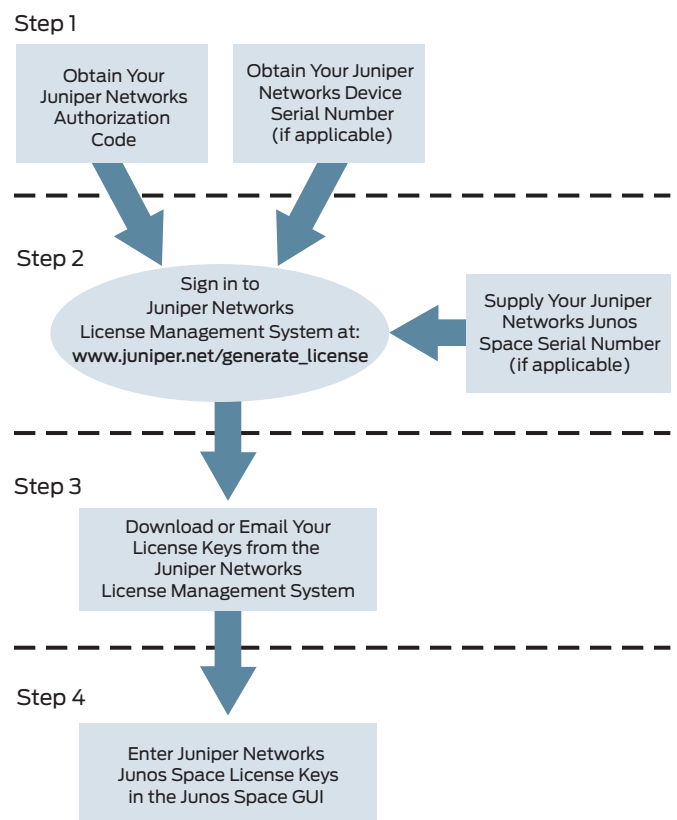 Step 1
Obtain Your
Juniper Networks
Authorization
Code
Obtain Your Juniper
Networks Device
Serial Number
(if applicable)
Step 2
Sign in to
Juniper Networks
License Management System at:
www.juniper.net/generate_license
Supply Your Juniper
Networks Junos
Space Serial Number
(if applicable)
Step 3
Download or Email Your
License Keys from the
Juniper Networks
License Management System
Step 4
Enter Juniper Networks
Junos Space License Keys
in the Junos Space GUI